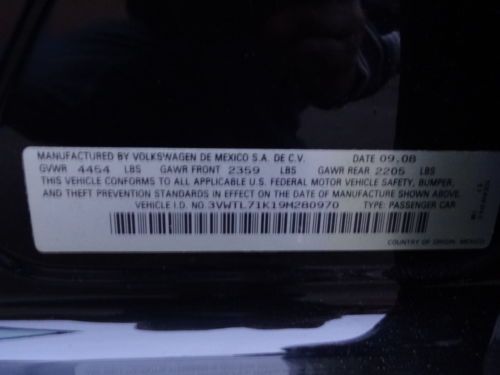 MANUFACTURED BY VOLKSWAGEN DE MEXICO S.A. DE C.V. DATE 09.08
GVWR 4454 LBS GAWR FRONT 2359 LBS GAWR REAR 2205 LBS
THIS VEHICLE CONFORMS TO ALL APPLICABLE U.S. FEDERAL MOTOR VEHICLE SAFETY, BUMPER,
AND THEFT PREVENTION STANDARDS IN EFFECT ON THE DATE OF MANUFACTURE SHOWN ABOVE.
VEHICLE I.D. NO. 3VWTL71K19M280970 TYPE: PASSENGER CAR
COUNTRY OF ORIGIN: MEXICO